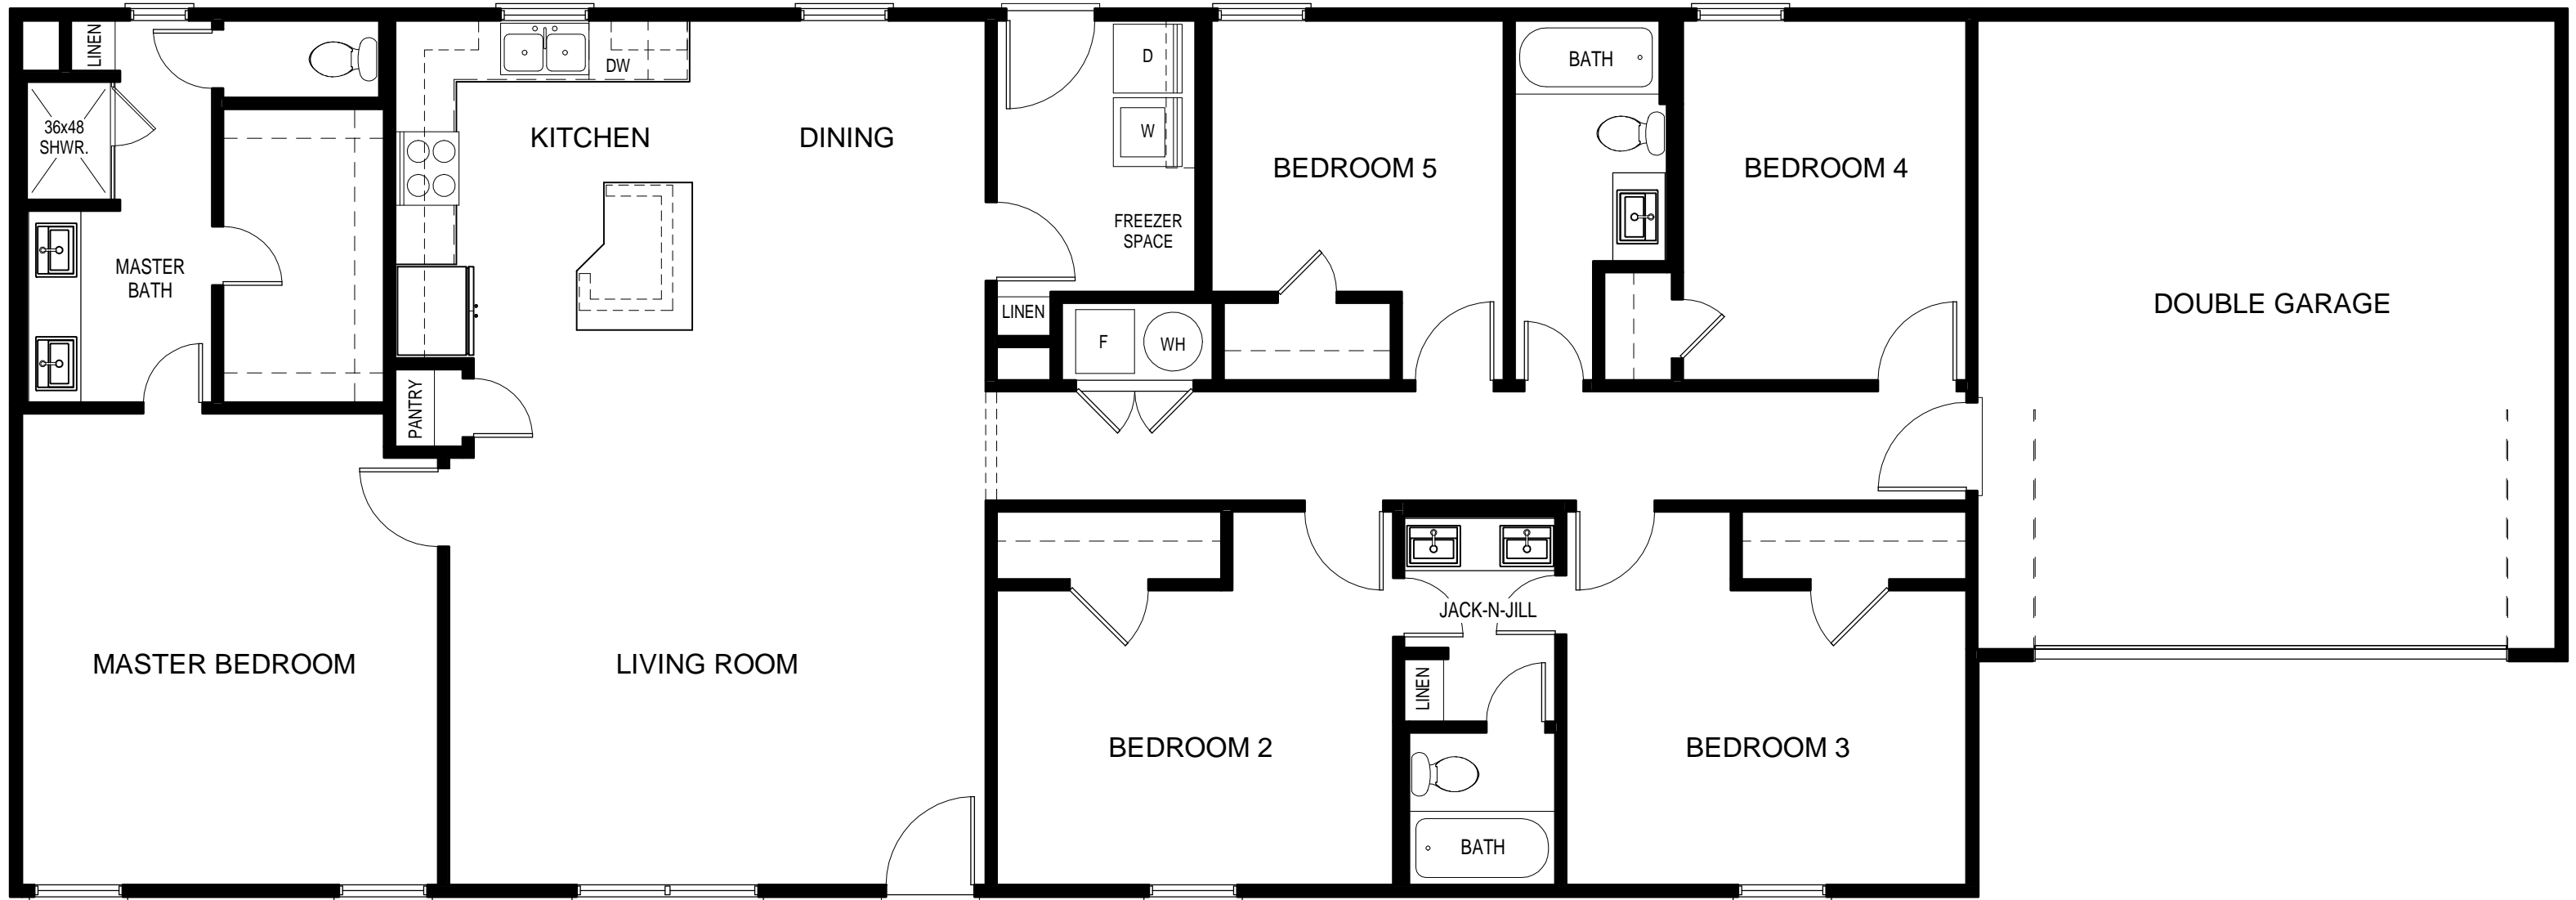 LINEN
DW
BATH
D
36x48
SHWR.
KITCHEN
DINING
W
BEDROOM 5
BEDROOM 4
FREEZER
SPACE
MASTER
BATH
LINEN
F
WH
DOUBLE GARAGE
PANTRY
JACK-N-JILL
MASTER BEDROOM
LIVING ROOM
LINEN
BEDROOM 2
BEDROOM 3
BATH